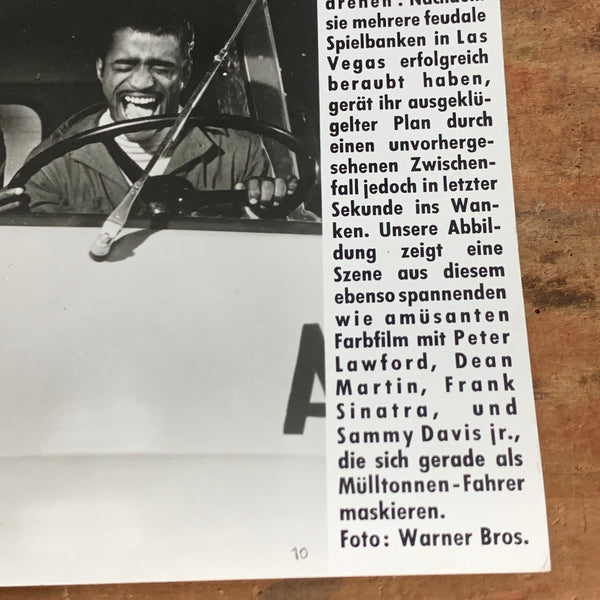 drehen". Nachdem
sie mehrere feudale
Spielbanken in Las
Vegas erfolgreich
beraubt haben,
gerät ihr ausgeklü-
gelter Plan durch
einen unvorherge-
sehenen Zwischen-
fall jedoch in letzter
Sekunde ins Wan-
ken. Unsere Abbil-
dung zeigt eine
Szene aus diesem
ebenso spannenden
wie amüsanten
Farbfilm mit Peter
Lawford, Dean
Martin, Frank
Sinatra, und
Sammy Davis jr.,
die sich gerade als
Mülltonnen-Fahrer
maskieren.
Foto: Warner Bros.
A
10